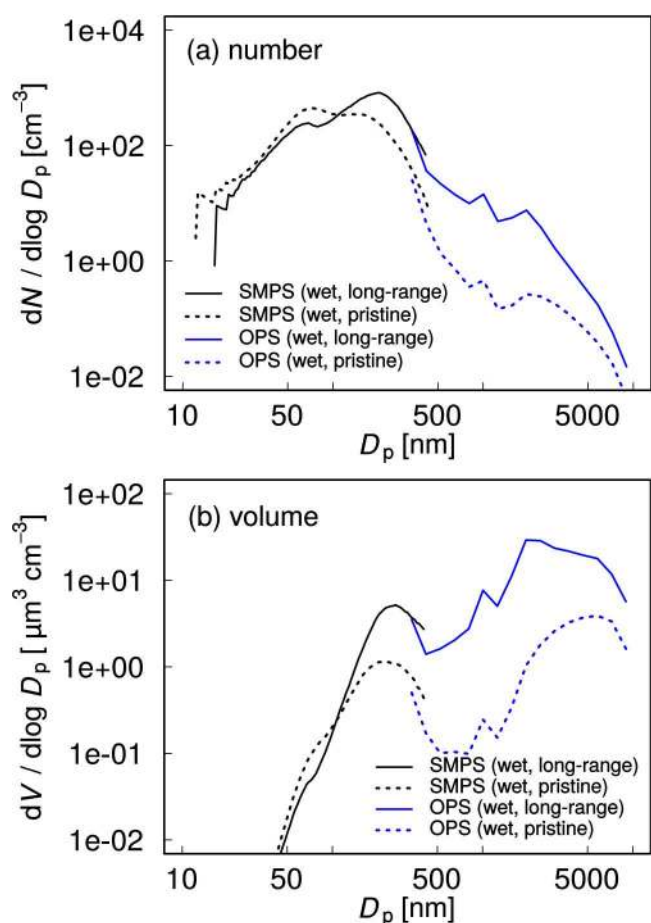 (a) number
1e+04
1e+02
1e+00
1e-02
dN / dlog Dp [cm−3]
SMPS (wet, long-range)
SMPS (wet, pristine)
OPS (wet, long-range)
OPS (wet, pristine)
10 50 500 5000
Dp [nm]
(b) volume
1e+02
1e+01
1e+00
1e-01
1e-02
dV / dlog Dp [µm3 cm−3]
SMPS (wet, long-range)
SMPS (wet, pristine)
OPS (wet, long-range)
OPS (wet, pristine)
10 50 500 5000
Dp [nm]